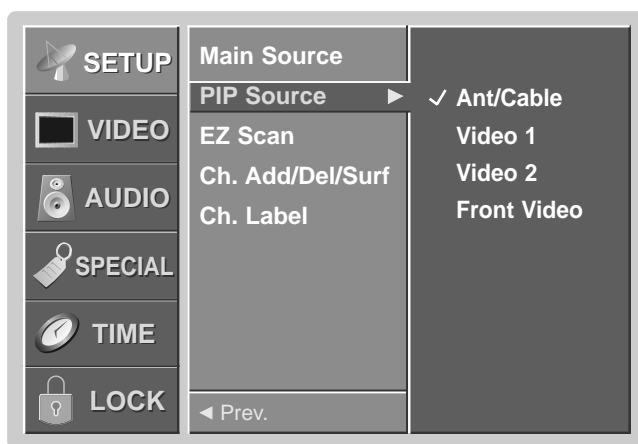 SETUP
VIDEO
AUDIO
SPECIAL
TIME
LOCK
Main Source
PIP Source ►
EZ Scan
Ch. Add/Del/Surf
Ch. Label
◄ Prev.
✓ Ant/Cable
Video 1
Video 2
Front Video